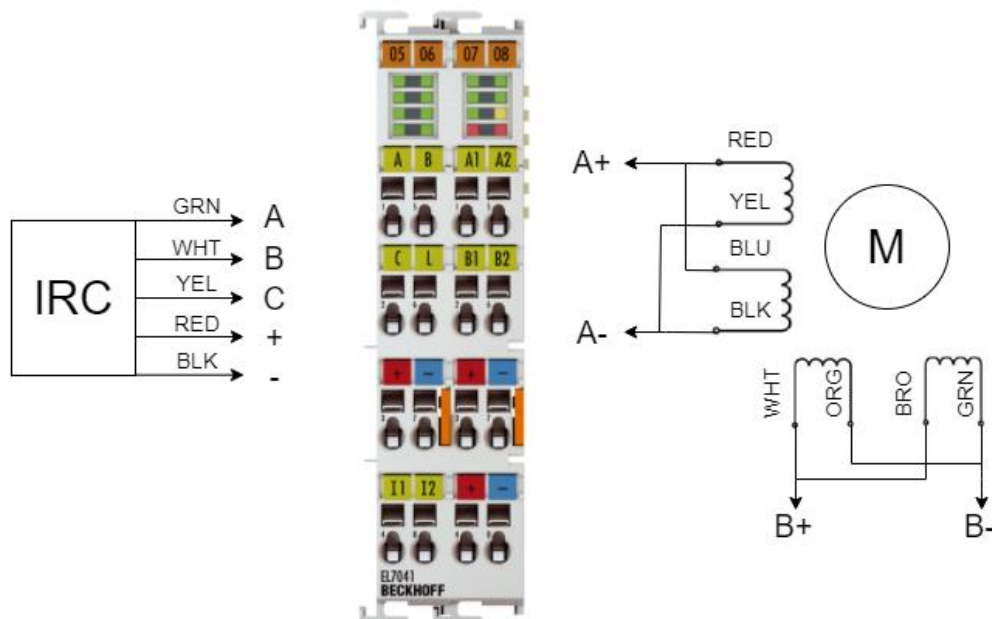 GRN
A
WHT
B
YEL
C
RED
+
BLK
-
IRC
05 06 07 08
A B A1 A2
C L B1 B2
+ − + −
I1 I2 + −
EL7041
BECKHOFF
RED
A+
YEL
BLU
BLK
A-
M
WHT
ORG
BRO
GRN
B+
B-